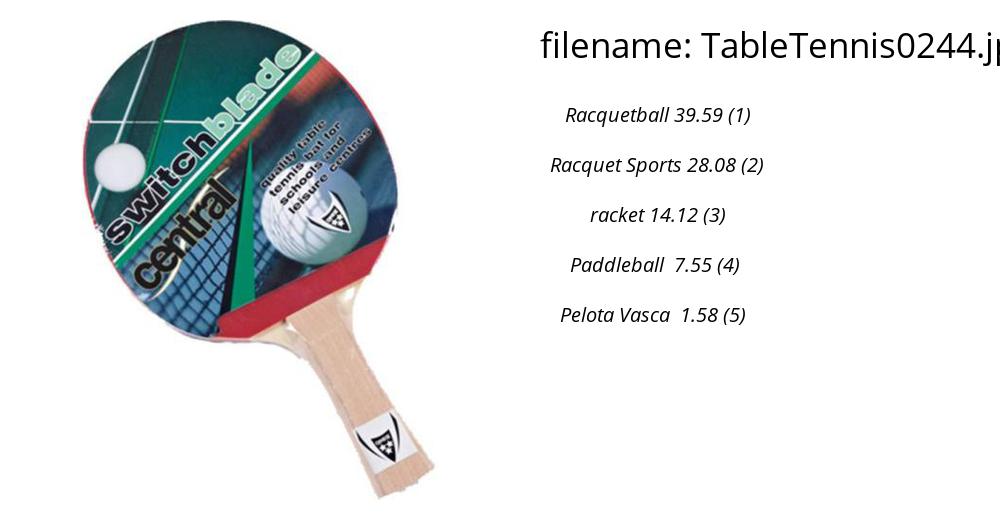 filename: TableTennis0244.jp
Racquetball 39.59 (1)
Racquet Sports 28.08 (2)
racket 14.12 (3)
Paddleball 7.55 (4)
Pelota Vasca 1.58 (5)
switchblade
central
quality table
tennis bat for
schools and
leisure centres